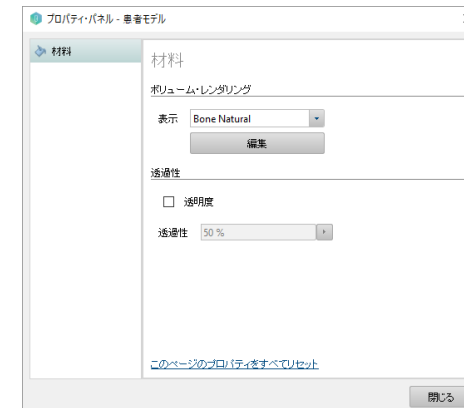 プロパティ・パネル - 患者モデル
材料
材料
ボリューム・レンダリング
表示 Bone Natural
編集
透過性
透明度
透過性 50 %
このページのプロパティをすべてリセット
閉じる